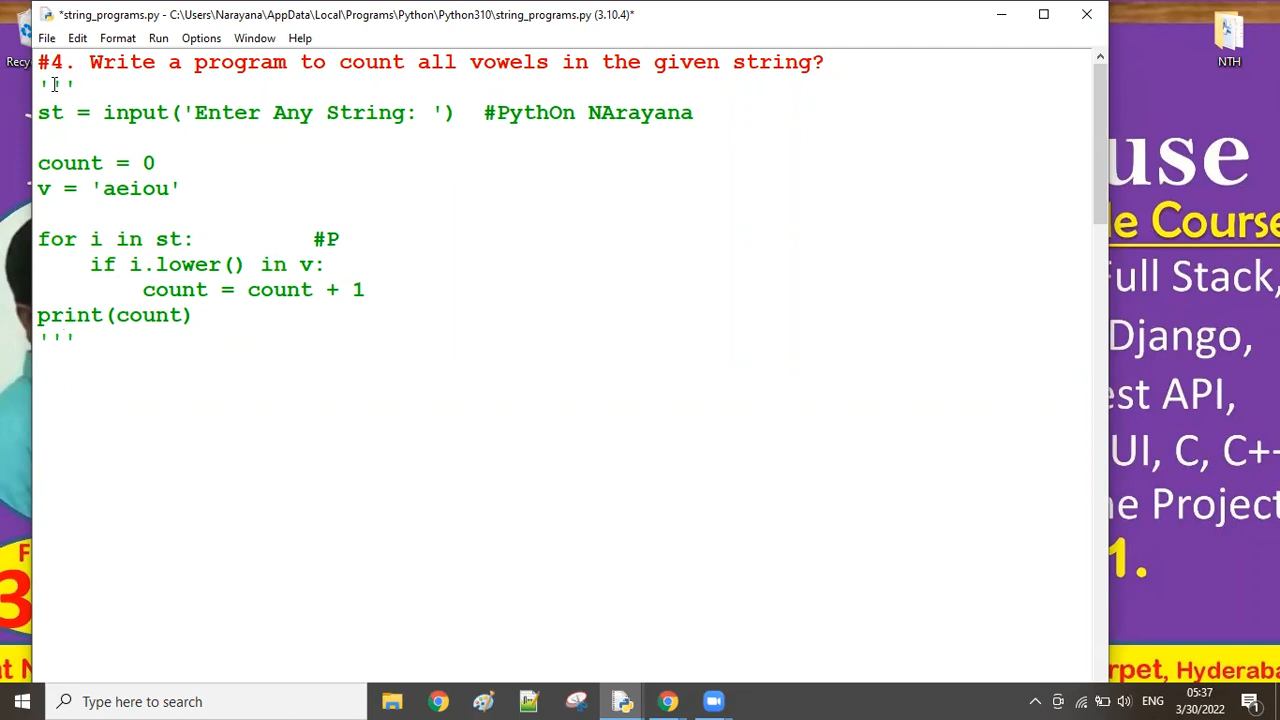 *string_programs.py - C:\Users\Narayana\AppData\Local\Programs\Python\Python310\string_programs.py (3.10.4)*
File Edit Format Run Options Window Help
#4. Write a program to count all vowels in the given string?
'''
st = input('Enter Any String: ')  #PythOn NArayana
count = 0
v = 'aeiou'
for i in st:         #P
    if i.lower() in v:
        count = count + 1
print(count)
'''
NTH
use
e Course
Full Stack,
Django,
est API,
UI, C, C++
ne Project
1.
F
3
nt N
rpet, Hyderaba
Type here to search
ENG
05:37
3/30/2022
1